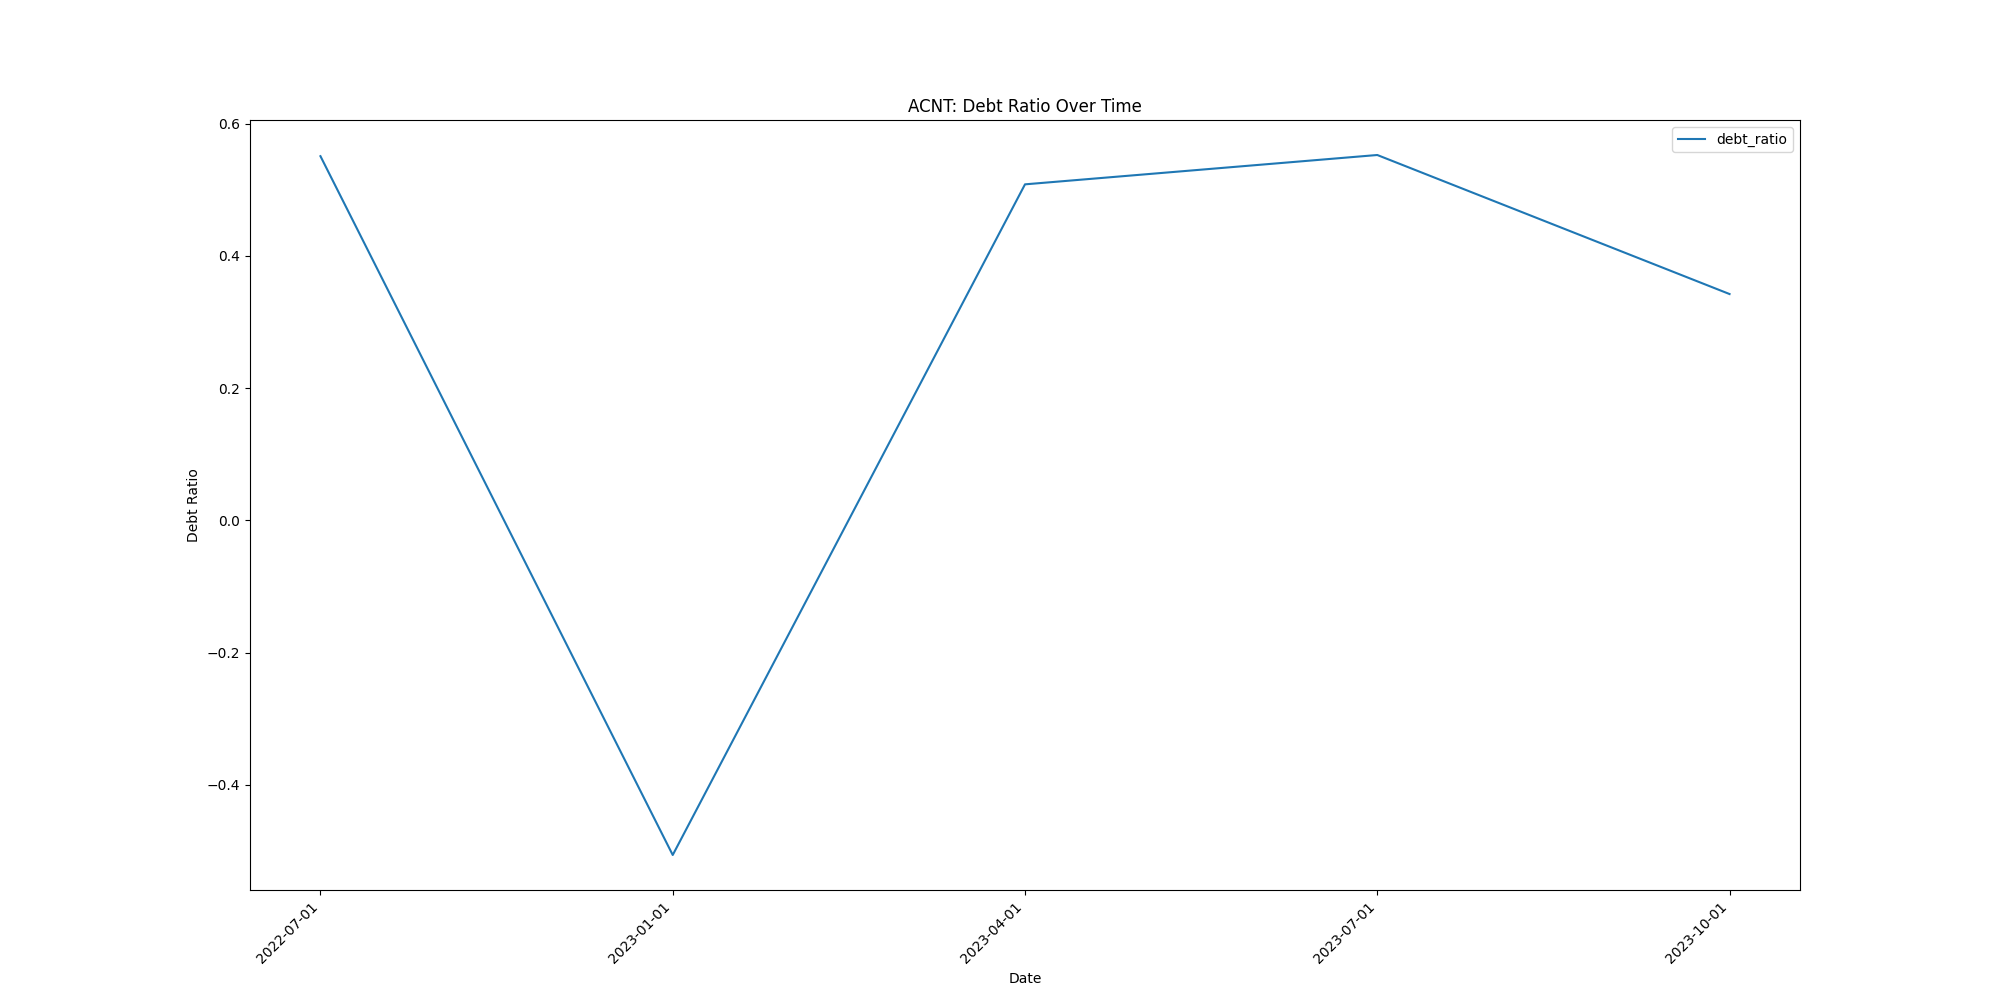 ACNT: Debt Ratio Over Time
debt_ratio
0.6
0.4
0.2
0.0
−0.2
−0.4
Debt Ratio
2022-07-01
2023-01-01
2023-04-01
2023-07-01
2023-10-01
Date